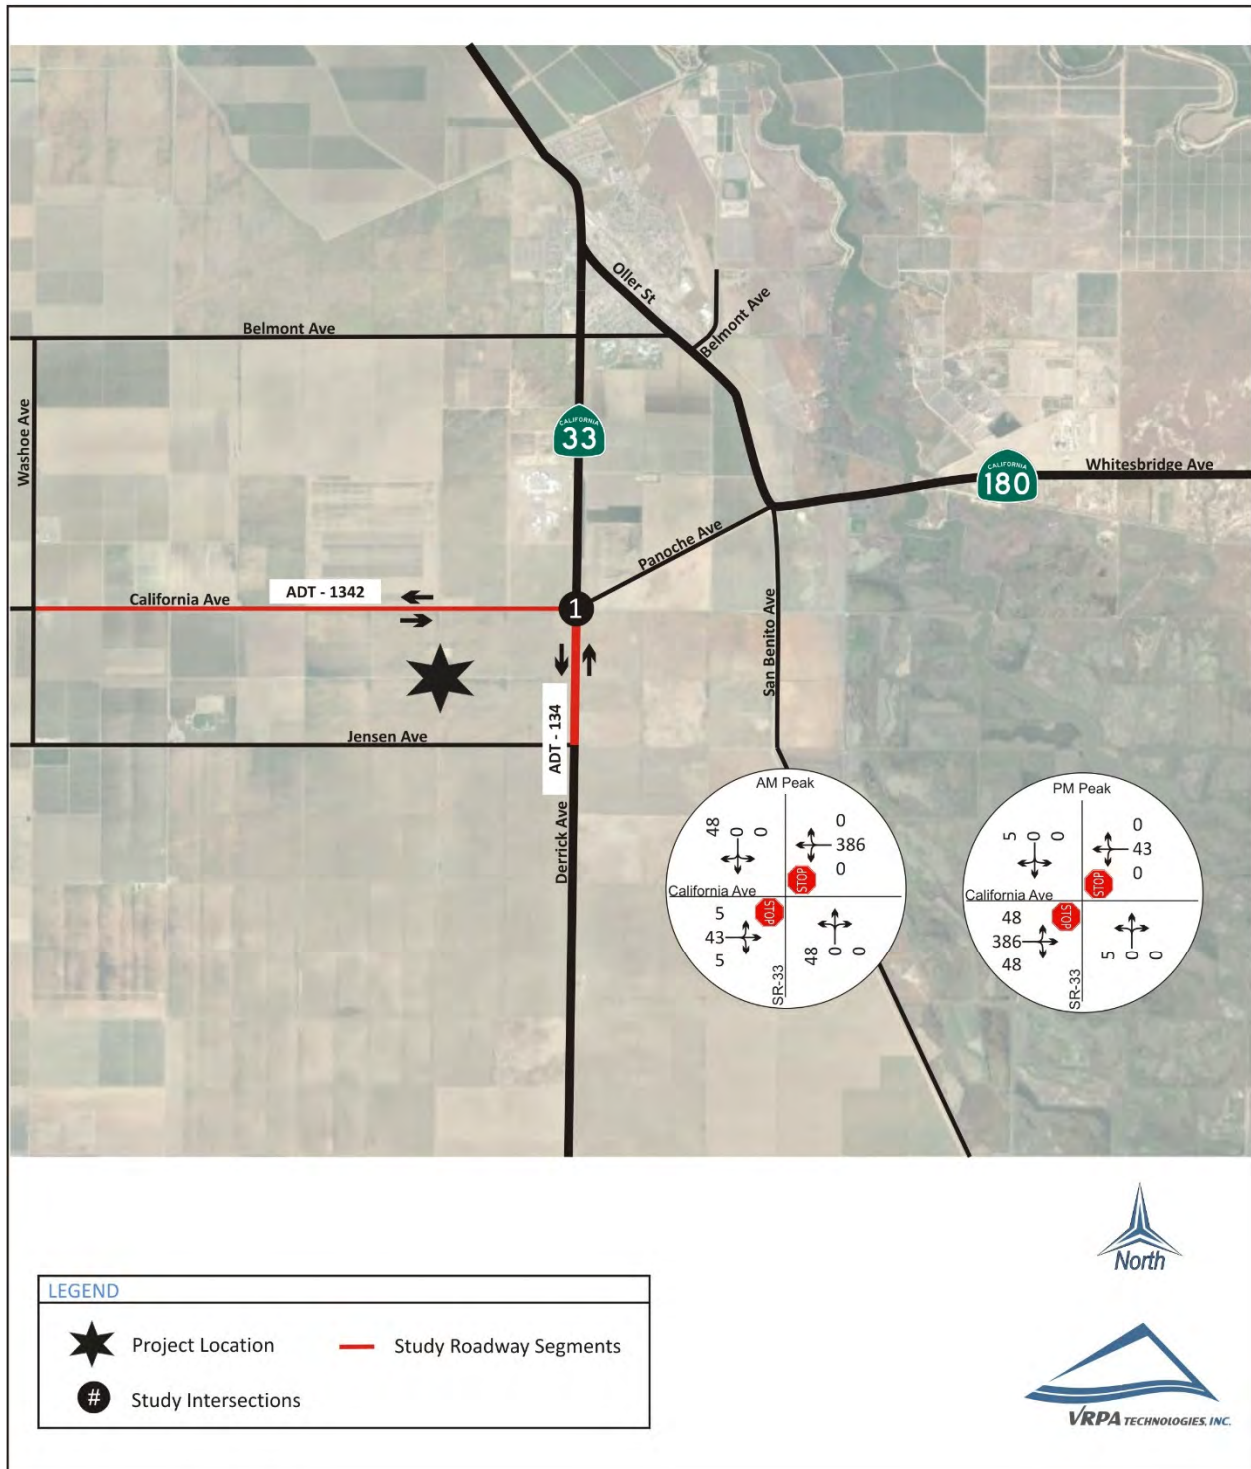 Oller St
Belmont Ave
Belmont Ave
Washoe Ave
CALIFORNIA
33
CALIFORNIA
180
Whitesbridge Ave
Panoche Ave
ADT - 1342
California Ave
1
San Benito Ave
ADT - 134
Jensen Ave
Derrick Ave
AM Peak
48 0 0
0
386
0
STOP
California Ave
STOP
5
43
5
48 0 0
SR-33
PM Peak
5 0 0
0
43
0
STOP
California Ave
STOP
48
386
48
5 0 0
SR-33
North
LEGEND
Project Location
Study Roadway Segments
#
Study Intersections
VRPA TECHNOLOGIES, INC.